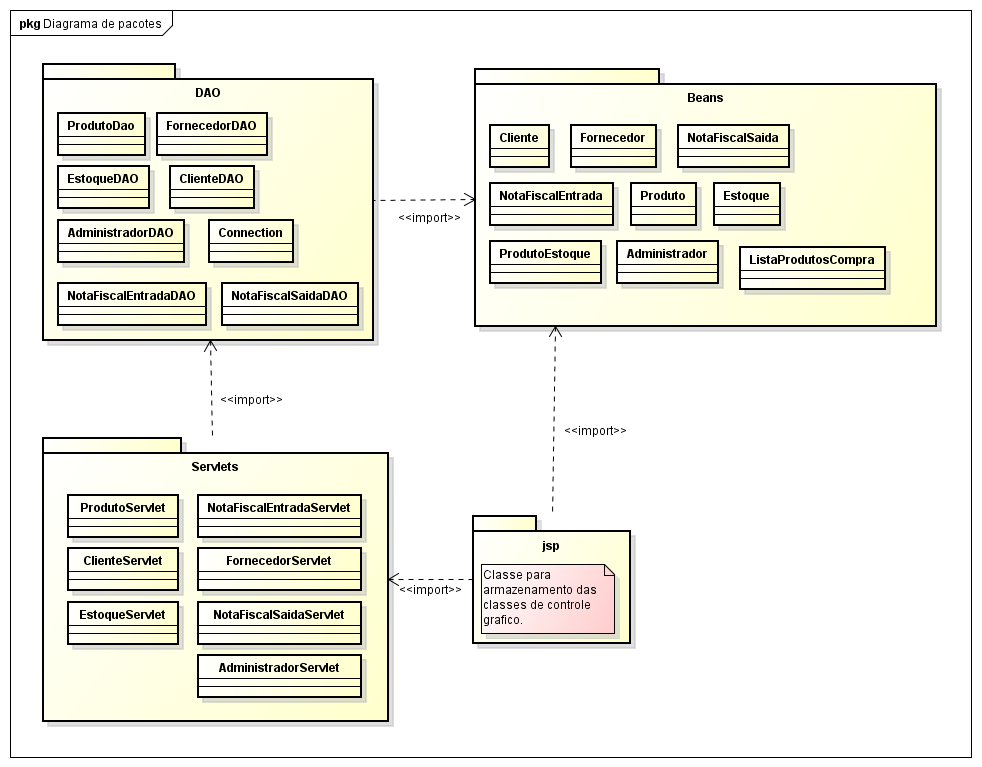 pkg Diagrama de pacotes
DAO
ProdutoDao
FornecedorDAO
EstoqueDAO
ClienteDAO
AdministradorDAO
Connection
NotaFiscalEntradaDAO
NotaFiscalSaidaDAO
<<import>>
Beans
Cliente
Fornecedor
NotaFiscalSaida
NotaFiscalEntrada
Produto
Estoque
ProdutoEstoque
Administrador
ListaProdutosCompra
<<import>>
<<import>>
Servlets
ProdutoServlet
NotaFiscalEntradaServlet
ClienteServlet
FornecedorServlet
EstoqueServlet
NotaFiscalSaidaServlet
AdministradorServlet
<<import>>
jsp
Classe para
armazenamento das
classes de controle
grafico.